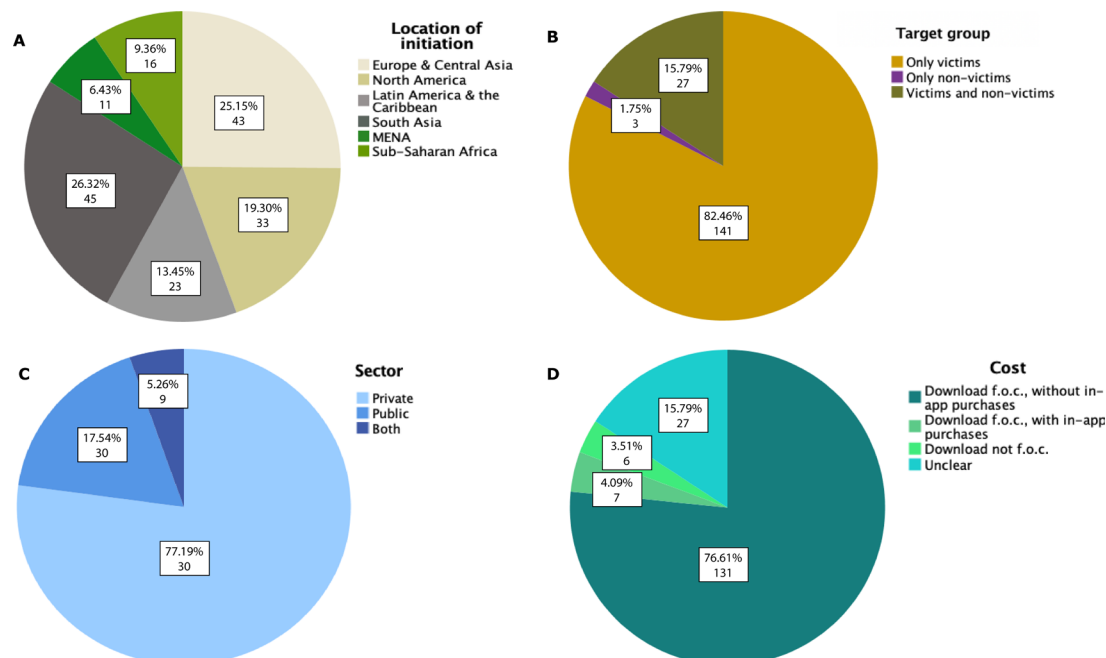 A
Location of
initiation
Europe & Central Asia
North America
Latin America & the
Caribbean
South Asia
MENA
Sub-Saharan Africa
9.36%
16
6.43%
11
25.15%
43
26.32%
45
19.30%
33
13.45%
23
B
Target group
Only victims
Only non-victims
Victims and non-victims
15.79%
27
1.75%
3
82.46%
141
C
Sector
Private
Public
Both
5.26%
9
17.54%
30
77.19%
30
D
Cost
Download f.o.c., without in-
app purchases
Download f.o.c., with in-app
purchases
Download not f.o.c.
Unclear
15.79%
27
3.51%
6
4.09%
7
76.61%
131